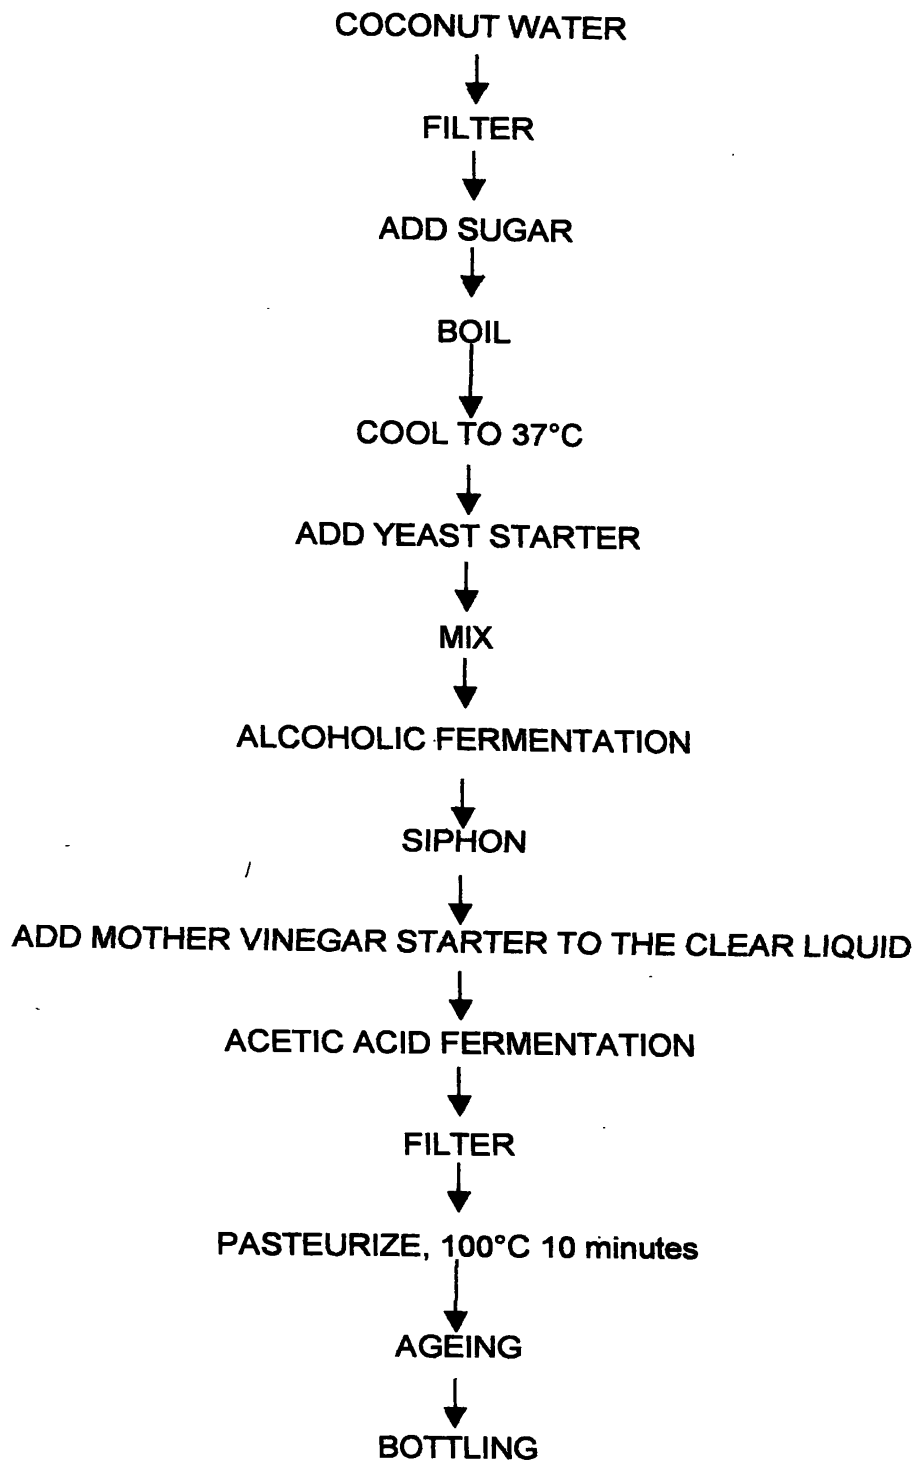 COCONUT WATER
FILTER
ADD SUGAR
BOIL
COOL TO 37°C
ADD YEAST STARTER
MIX
ALCOHOLIC FERMENTATION
SIPHON
ADD MOTHER VINEGAR STARTER TO THE CLEAR LIQUID
ACETIC ACID FERMENTATION
FILTER
PASTEURIZE, 100°C 10 minutes
AGEING
BOTTLING